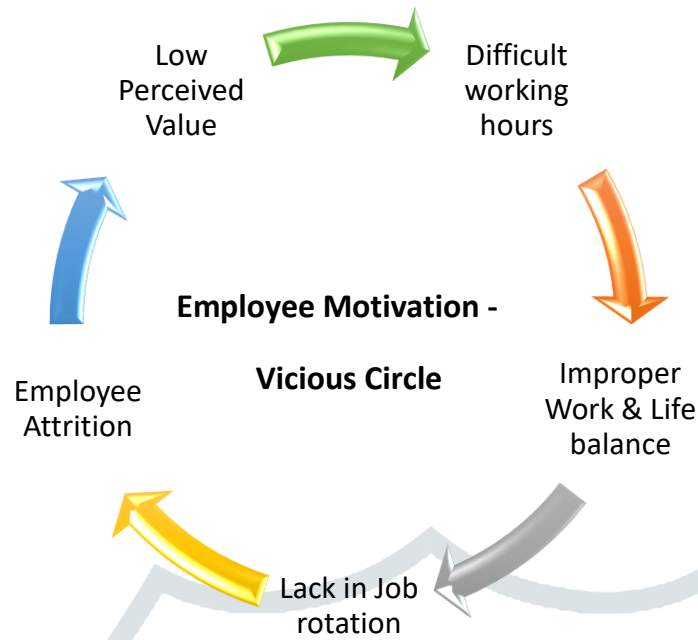 Low
Perceived
Value
Difficult
working
hours
Employee Motivation -
Vicious Circle
Improper
Work & Life
balance
Employee
Attrition
Lack in Job
rotation